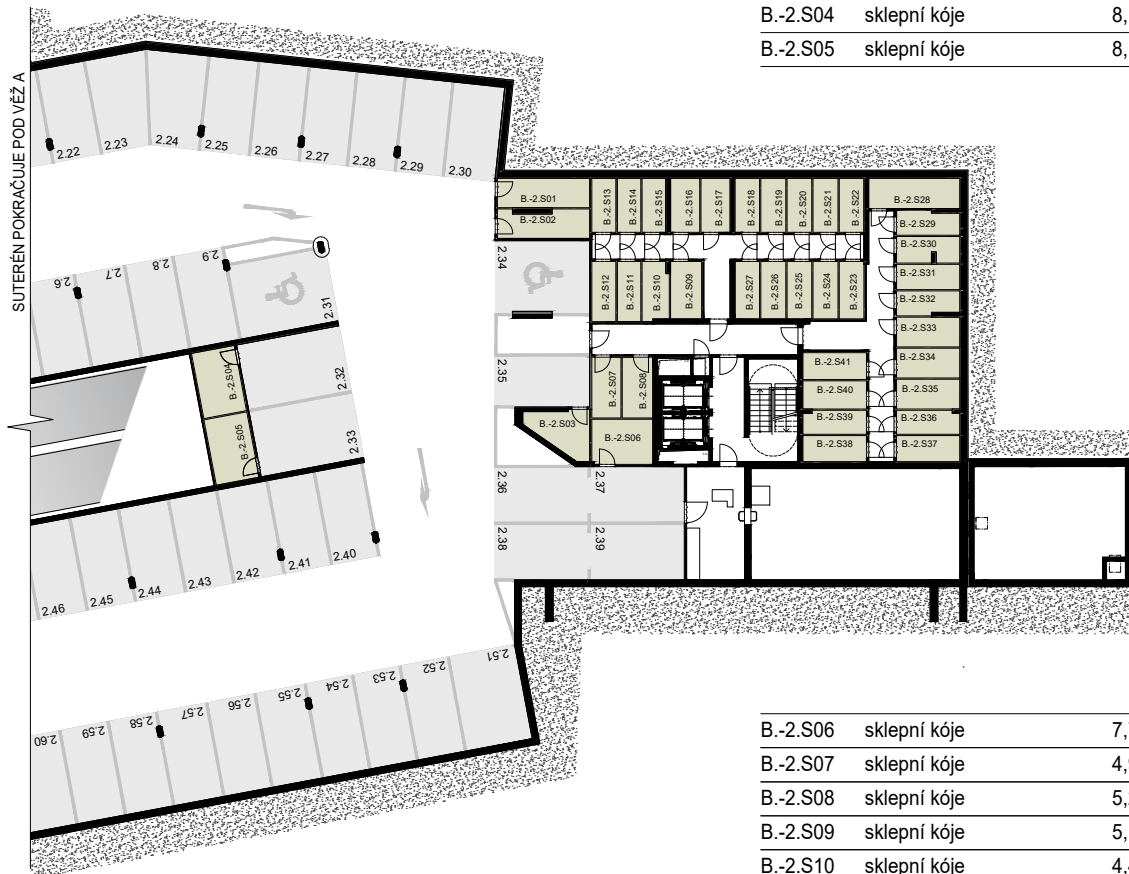 B.-2.S04 sklepní kóje 8,
B.-2.S05 sklepní kóje 8,
SUTERÉN POKRAČUJE POD VĚŽ A
2.22
2.23
2.24
2.25
2.26
2.27
2.28
2.29
2.30
B.-2.S01
B.-2.S02
B.-2.S13
B.-2.S14
B.-2.S15
B.-2.S16
B.-2.S17
B.-2.S18
B.-2.S19
B.-2.S20
B.-2.S21
B.-2.S22
B.-2.S28
B.-2.S29
B.-2.S30
B.-2.S31
B.-2.S32
B.-2.S33
B.-2.S34
B.-2.S35
B.-2.S36
B.-2.S37
2.6
2.7
2.8
2.9
2.31
2.32
2.33
2.34
2.35
B.-2.S12
B.-2.S11
B.-2.S10
B.-2.S09
B.-2.S27
B.-2.S26
B.-2.S25
B.-2.S24
B.-2.S23
B.-2.S04
B.-2.S05
B.-2.S07
B.-2.S08
B.-2.S03
B.-2.S06
B.-2.S41
B.-2.S40
B.-2.S39
B.-2.S38
2.36
2.37
2.38
2.39
2.46
2.45
2.44
2.43
2.42
2.41
2.40
2.60
2.59
2.58
2.57
2.56
2.55
2.54
2.53
2.52
2.51
B.-2.S06 sklepní kóje 7,
B.-2.S07 sklepní kóje 4,
B.-2.S08 sklepní kóje 5,
B.-2.S09 sklepní kóje 5,
B.-2.S10 sklepní kóje 4,